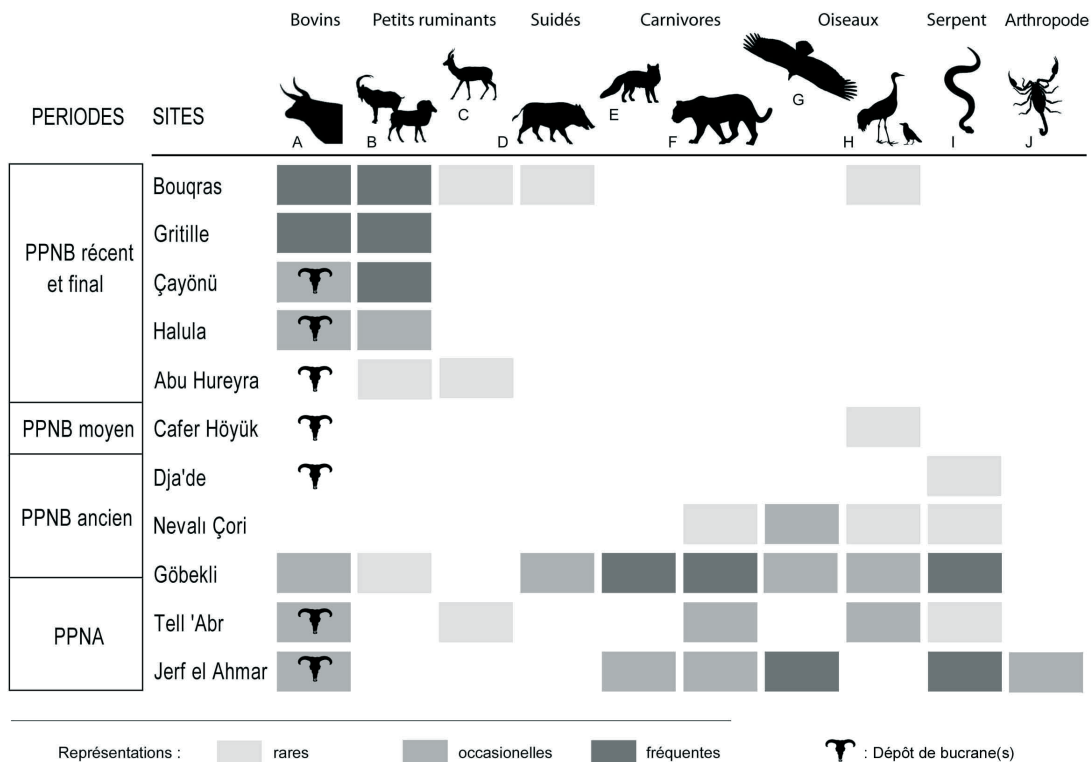 Bovins Petits ruminants Suidés Carnivores Oiseaux Serpent Arthropode
PERIODES SITES
A B C D E F G H I J
PPNB récent
et final
Bouqras
Gritille
Çayönü
Halula
Abu Hureyra
PPNB moyen
Cafer Höyük
PPNB ancien
Dja'de
Nevalı Çori
Göbekli
PPNA
Tell 'Abr
Jerf el Ahmar
Représentations : rares occasionelles fréquentes : Dépôt de bucrane(s)